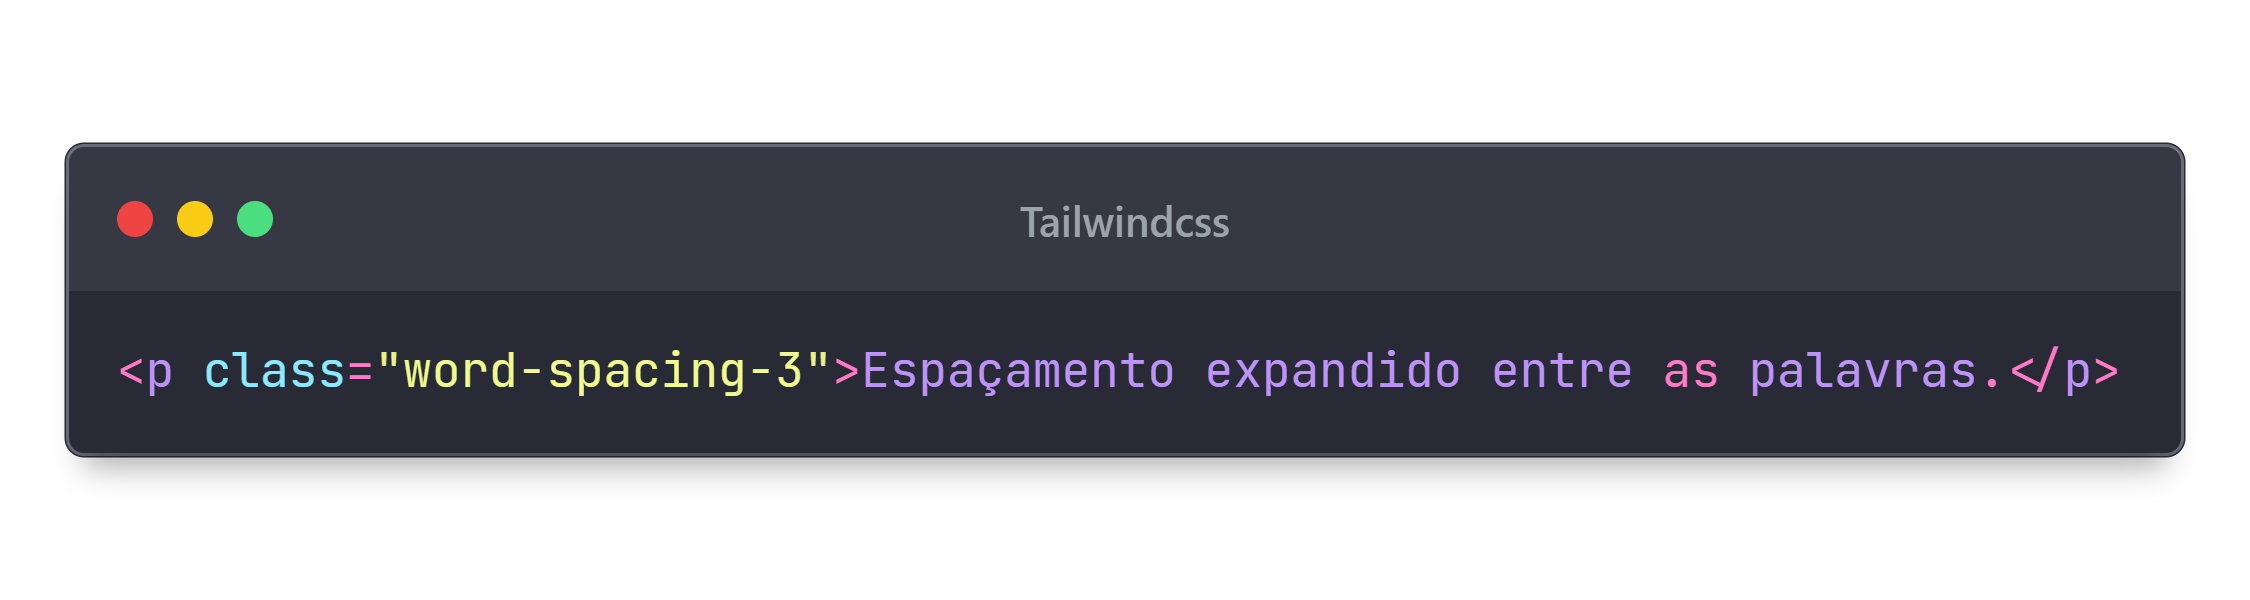 Tailwindcss
<p class="word-spacing-3">Espaçamento expandido entre as palavras.</p>